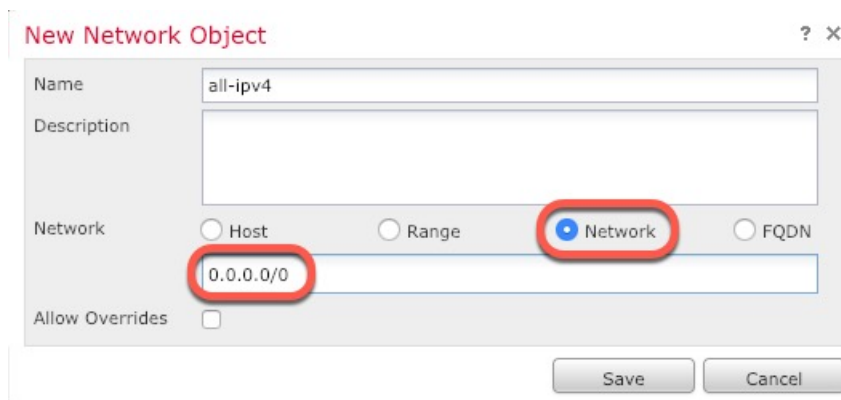 New Network Object ? ×
Name all-ipv4
Description
Network Host Range Network FQDN
0.0.0.0/0
Allow Overrides
Save Cancel